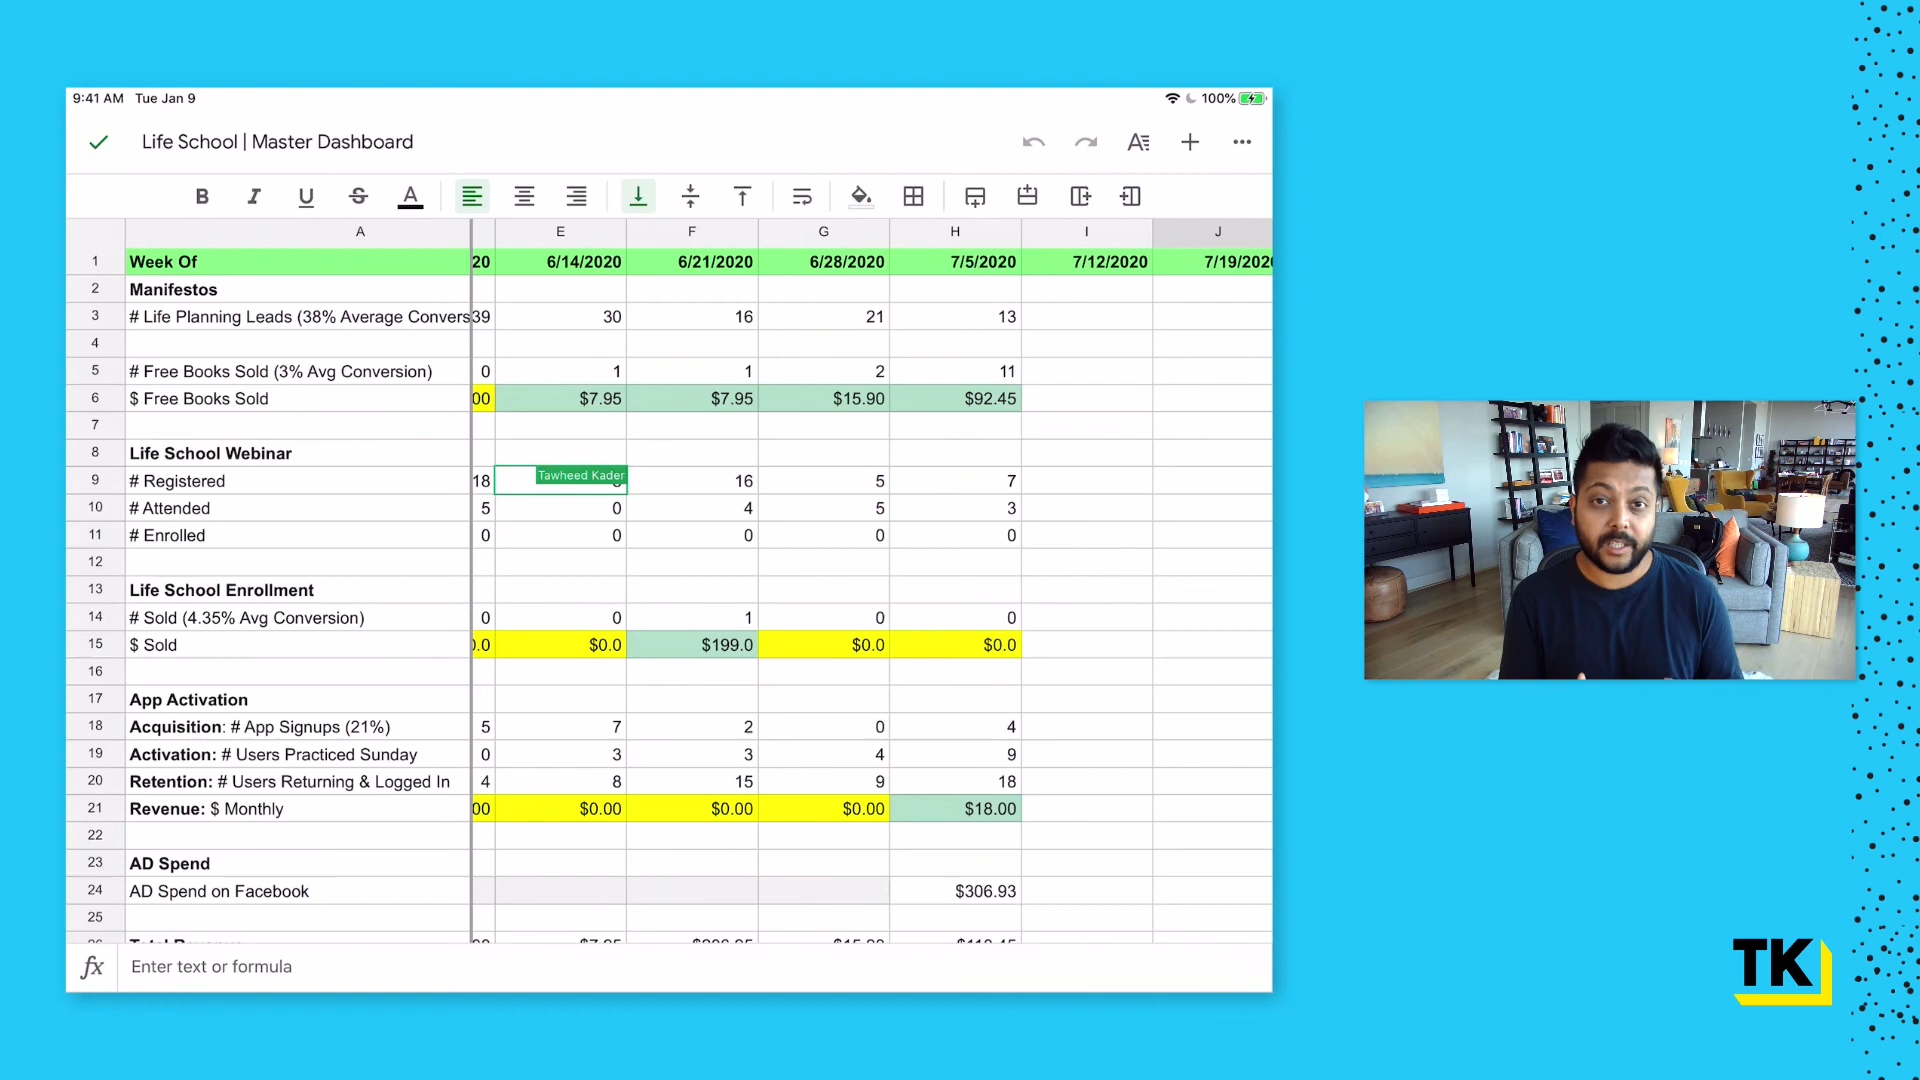 9:41 AM Tue Jan 9 100%
Life School | Master Dashboard
B I U S A
A E F G H I J
1 Week Of 20 6/14/2020 6/21/2020 6/28/2020 7/5/2020 7/12/2020 7/19/2020
2 Manifestos
3 # Life Planning Leads (38% Average Convers 39 30 16 21 13
4
5 # Free Books Sold (3% Avg Conversion) 0 1 1 2 11
6 $ Free Books Sold 00 $7.95 $7.95 $15.90 $92.45
7
8 Life School Webinar
9 # Registered 18 Tawheed Kader 16 5 7
10 # Attended 5 0 4 5 3
11 # Enrolled 0 0 0 0 0
12
13 Life School Enrollment
14 # Sold (4.35% Avg Conversion) 0 0 1 0 0
15 $ Sold 0.0 $0.0 $199.0 $0.0 $0.0
16
17 App Activation
18 Acquisition: # App Signups (21%) 5 7 2 0 4
19 Activation: # Users Practiced Sunday 0 3 3 4 9
20 Retention: # Users Returning & Logged In 4 8 15 9 18
21 Revenue: $ Monthly 00 $0.00 $0.00 $0.00 $18.00
22
23 AD Spend
24 AD Spend on Facebook $306.93
25
fx Enter text or formula
TK